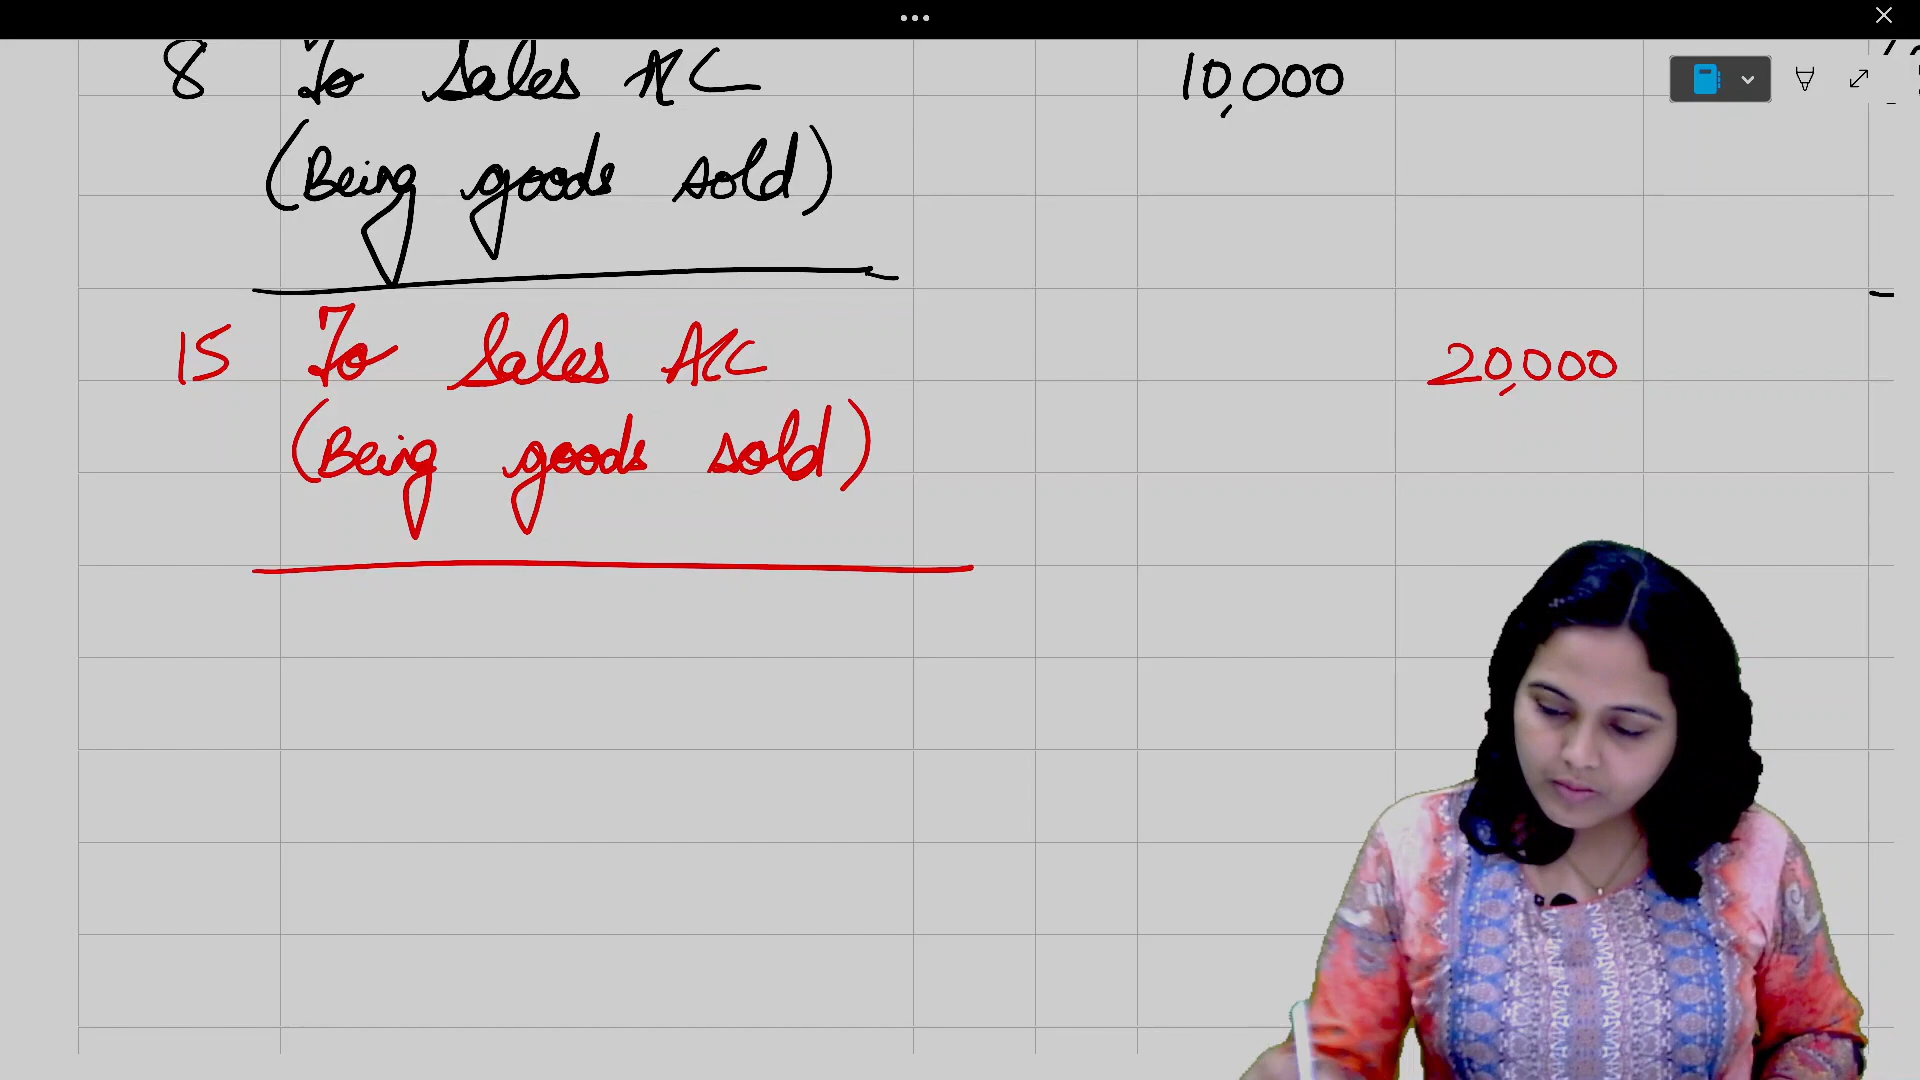 8 To Sales A/C 10,000
(Being goods sold)
15 To Sales A/C 20,000
(Being goods sold)